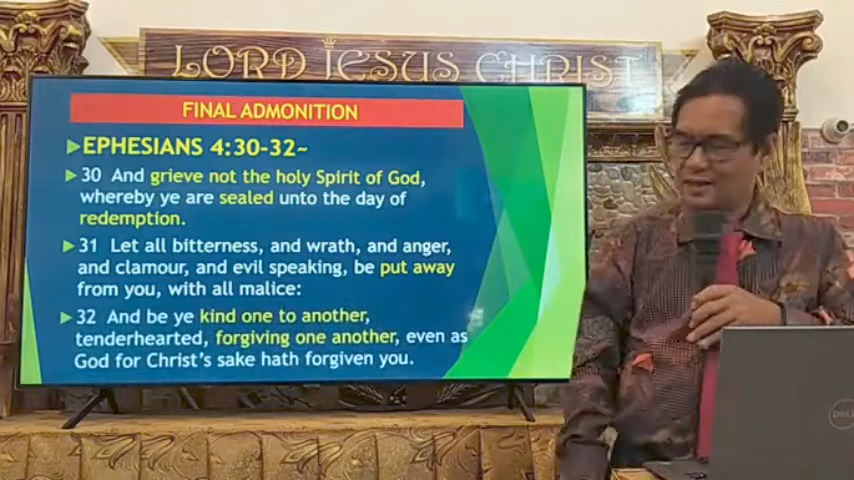 LORD JESUS CHRIST
FINAL ADMONITION
EPHESIANS 4:30-32~
30 And grieve not the holy Spirit of God,
whereby ye are sealed unto the day of
redemption.
31 Let all bitterness, and wrath, and anger,
and clamour, and evil speaking, be put away
from you, with all malice:
32 And be ye kind one to another,
tenderhearted, forgiving one another, even as
God for Christ's sake hath forgiven you.
DELL